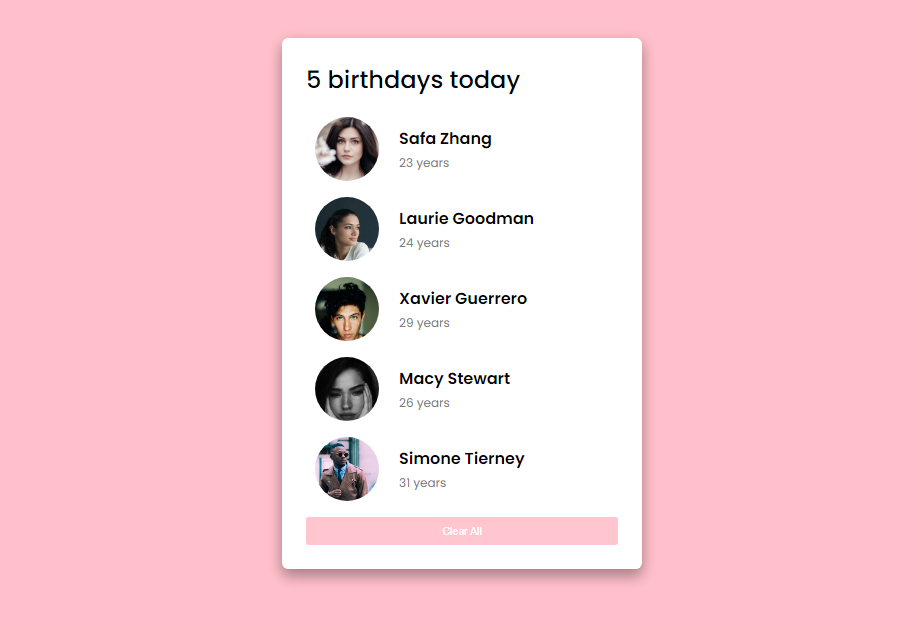 5 birthdays today
Safa Zhang
23 years
Laurie Goodman
24 years
Xavier Guerrero
29 years
Macy Stewart
26 years
Simone Tierney
31 years
Clear All